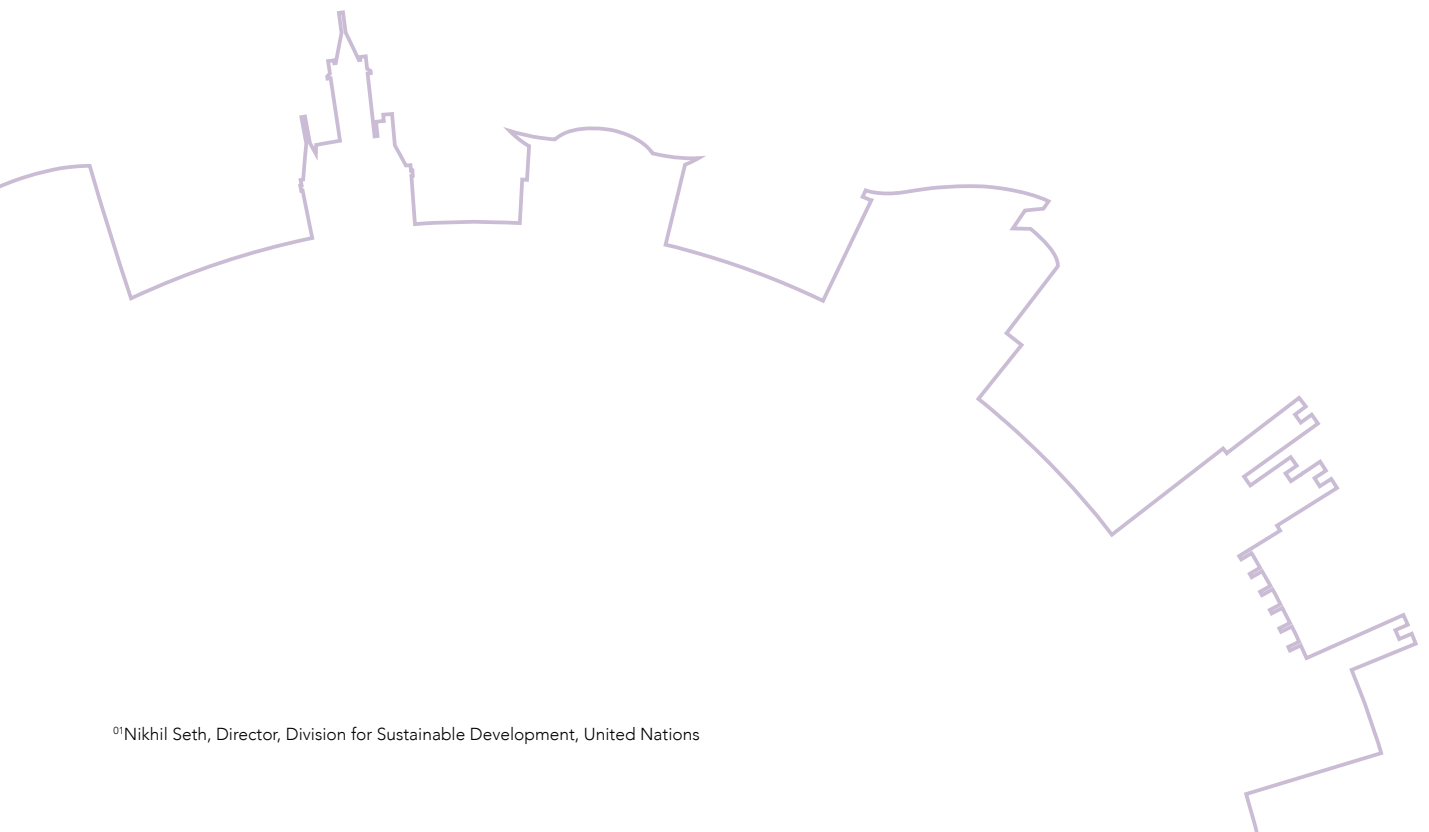 01Nikhil Seth, Director, Division for Sustainable Development, United Nations